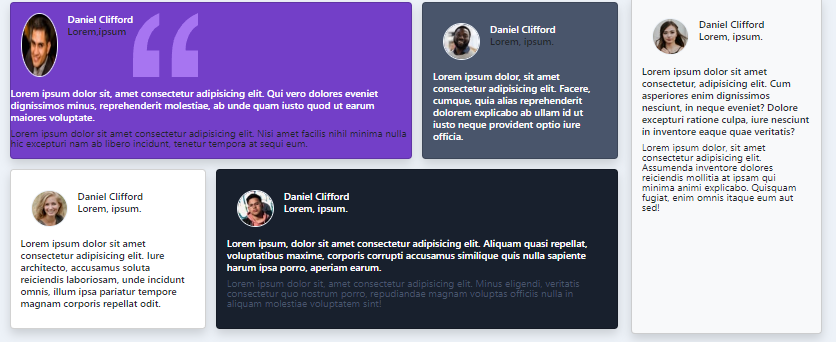 Daniel Clifford
Lorem,ipsum
Lorem ipsum dolor sit, amet consectetur adipisicing elit. Qui vero dolores eveniet
dignissimos minus, reprehenderit molestiae, ab unde quam iusto quod ut earum
maiores voluptate.
Lorem ipsum dolor sit amet consectetur adipisicing elit. Nisi amet facilis nihil minima nulla
hic excepturi nam ab libero incidunt, tenetur tempora at sequi eum.
Daniel Clifford
Lorem, ipsum.
Lorem ipsum dolor, sit amet
consectetur adipisicing elit. Facere,
cumque, quia alias reprehenderit
dolorem explicabo ab ullam id ut
iusto neque provident optio iure
officia.
Daniel Clifford
Lorem, ipsum.
Lorem ipsum dolor sit amet
consectetur, adipisicing elit. Cum
asperiores enim dignissimos
nesciunt, in neque eveniet? Dolore
excepturi ratione culpa, iure nesciunt
in inventore eaque quae veritatis?
Lorem ipsum dolor, sit amet
consectetur adipisicing elit.
Assumenda inventore dolores
reiciendis mollitia at ipsam qui
minima animi explicabo. Quisquam
fugiat, enim omnis itaque eum aut
sed!
Daniel Clifford
Lorem, ipsum.
Lorem ipsum dolor sit amet
consectetur adipisicing elit. Iure
architecto, accusamus soluta
reiciendis laboriosam, unde incidunt
omnis, illum ipsa pariatur tempore
magnam corporis repellat odit.
Daniel Clifford
Lorem, ipsum.
Lorem ipsum, dolor sit amet consectetur adipisicing elit. Aliquam quasi repellat,
voluptatibus maxime, corporis corrupti accusamus similique quis nulla sapiente
harum ipsa porro, aperiam earum.
Lorem ipsum dolor sit amet consectetur adipisicing elit. Minus eligendi, veritatis
consectetur quo nostrum porro, repudiandae magnam voluptas officiis nulla in
aliquam molestiae voluptatem sint!